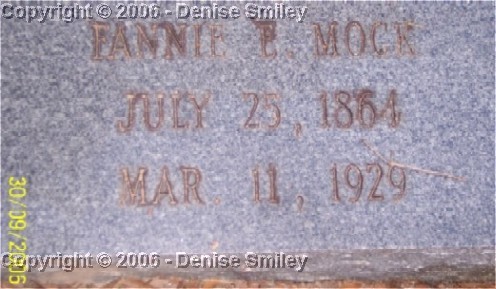 Copyright © 2006 - Denise Smiley
FANNIE E. MOCK
JULY 25, 1864
MAR. 11, 1929
30/09/2006
Copyright © 2006 - Denise Smiley